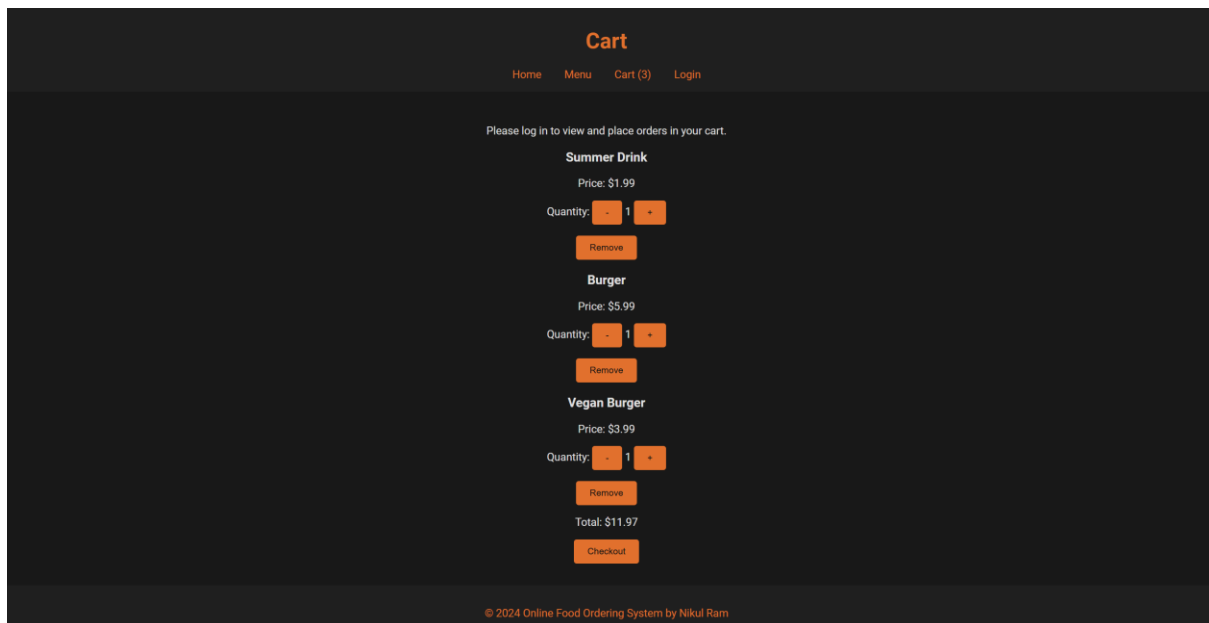 Cart
Home Menu Cart (3) Login
Please log in to view and place orders in your cart.
Summer Drink
Price: $1.99
Quantity: - 1 +
Remove
Burger
Price: $5.99
Quantity: - 1 +
Remove
Vegan Burger
Price: $3.99
Quantity: - 1 +
Remove
Total: $11.97
Checkout
© 2024 Online Food Ordering System by Nikul Ram